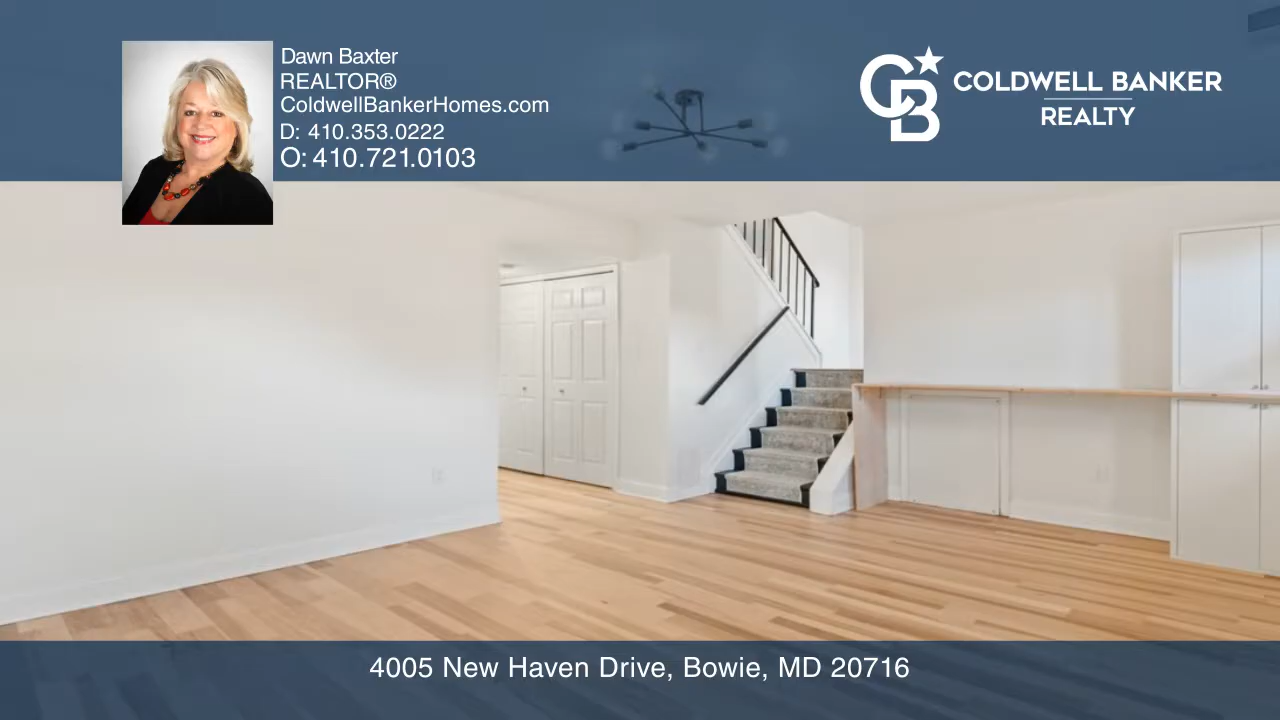 Dawn Baxter
REALTOR®
ColdwellBankerHomes.com
D: 410.353.0222
O: 410.721.0103
CB
COLDWELL BANKER
REALTY
4005 New Haven Drive, Bowie, MD 20716